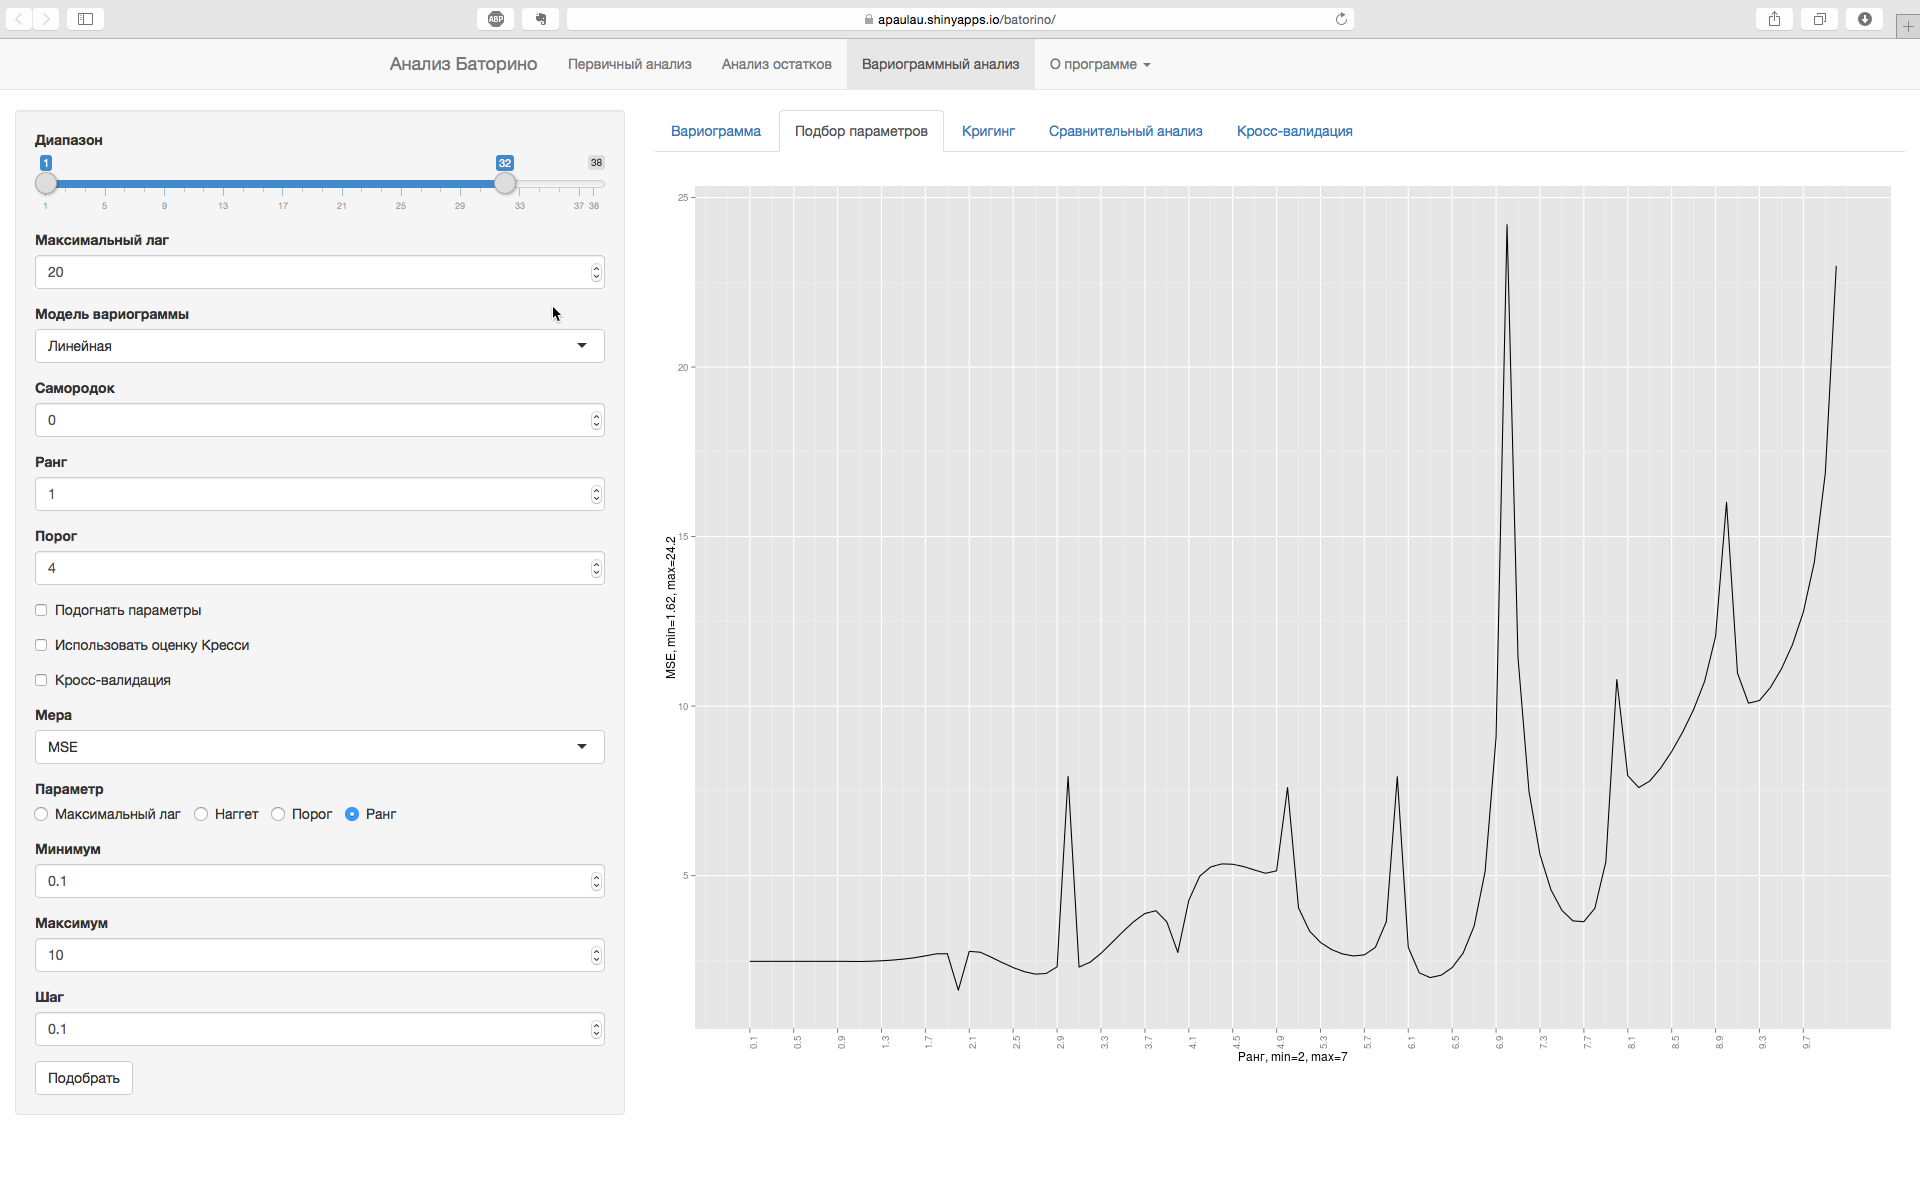 ABP
apaulau.shinyapps.io/batorino/
Анализ Баторино
Первичный анализ
Анализ остатков
Вариограммный анализ
О программе
Диапазон
1
32
38
1 5 9 13 17 21 25 29 33 37 38
Максимальный лаг
20
Модель вариограммы
Линейная
Самородок
0
Ранг
1
Порог
4
Подогнать параметры
Использовать оценку Кресси
Кросс-валидация
Мера
MSE
Параметр
Максимальный лаг Наггет Порог Ранг
Минимум
0.1
Максимум
10
Шаг
0.1
Подобрать
Вариограмма
Подбор параметров
Кригинг
Сравнительный анализ
Кросс-валидация
25
20
15
10
5
MSE, min=1.62, max=24.2
0.1 0.5 0.9 1.3 1.7 2.1 2.5 2.9 3.3 3.7 4.1 4.5 4.9 5.3 5.7 6.1 6.5 6.9 7.3 7.7 8.1 8.5 8.9 9.3 9.7
Ранг, min=2, max=7